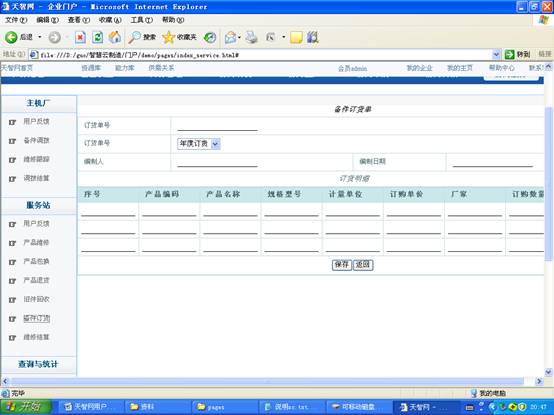 天智网 - 企业门户 - Microsoft Internet Explorer
文件(F) 编辑(E) 查看(V) 收藏(A) 工具(T) 帮助(H)
后退 搜索 收藏夹
地址(D) file:///D:/guo/智慧云制造/门户/demo/pages/index_service.html# 转到 链接
天智网首页 资源库 能力库 供需关系 会员admin 我的企业 我的主页 帮助中心 联系
主机厂
用户反馈
备件调拨
维修跟踪
调拨结算
服务站
用户反馈
产品维修
产品包换
产品退货
旧件回收
备件订货
维修结算
查询与统计
备件订货单
订货单号
订货单号 年度订货
编制人 编制日期
订货明细
序号 产品编码 产品名称 规格型号 计量单位 订购单价 厂家 订购数量
保存 返回
完毕 我的电脑
开始 天智网用户... 资料 pages 说明sc.txt... 可移动磁盘... 天智网 - 企... 20:47